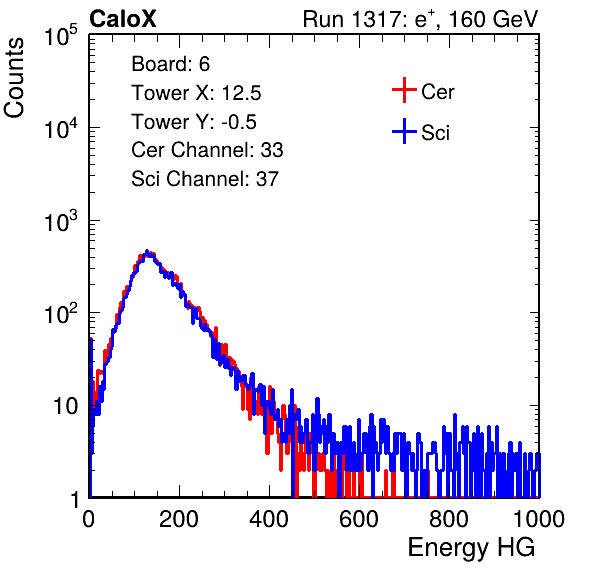 CaloX Run 1317: e⁺, 160 GeV
Counts
Board: 6
Tower X: 12.5
Tower Y: -0.5
Cer Channel: 33
Sci Channel: 37
Cer
Sci
10⁵
10⁴
10³
10²
10
1
0 200 400 600 800 1000
Energy HG